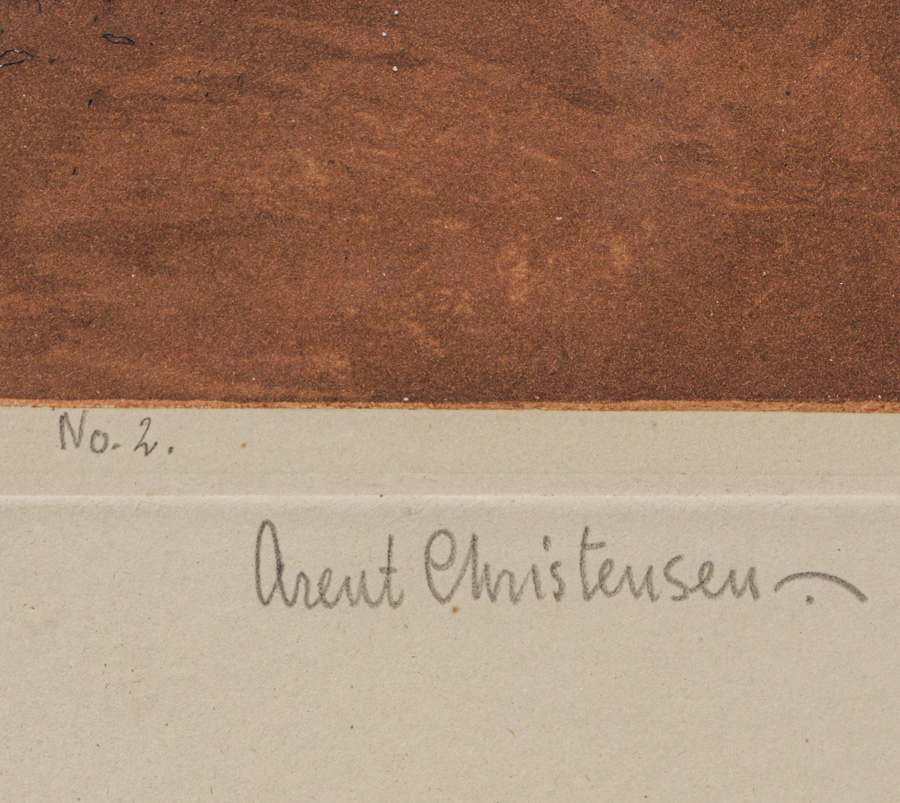 No. 2.
Arent Christensen